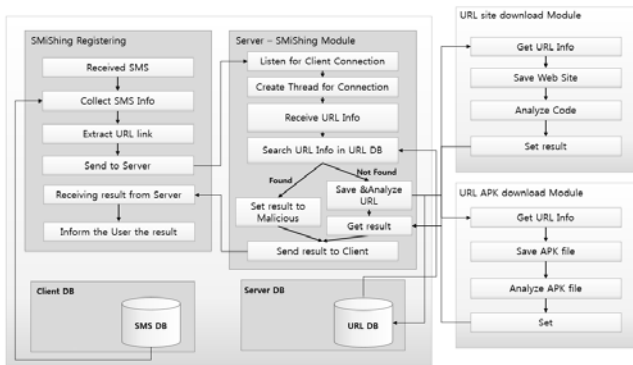 SMiShing Registering
Received SMS
Collect SMS Info
Extract URL link
Send to Server
Receiving result from Server
Inform the User the result
Client DB
SMS DB
Server – SMiShing Module
Listen for Client Connection
Create Thread for Connection
Receive URL Info
Search URL Info in URL DB
Found
Not Found
Set result to
Malicious
Save &Analyze
URL
Get result
Send result to Client
Server DB
URL DB
URL site download Module
Get URL Info
Save Web Site
Analyze Code
Set result
URL APK download Module
Get URL Info
Save APK file
Analyze APK file
Set